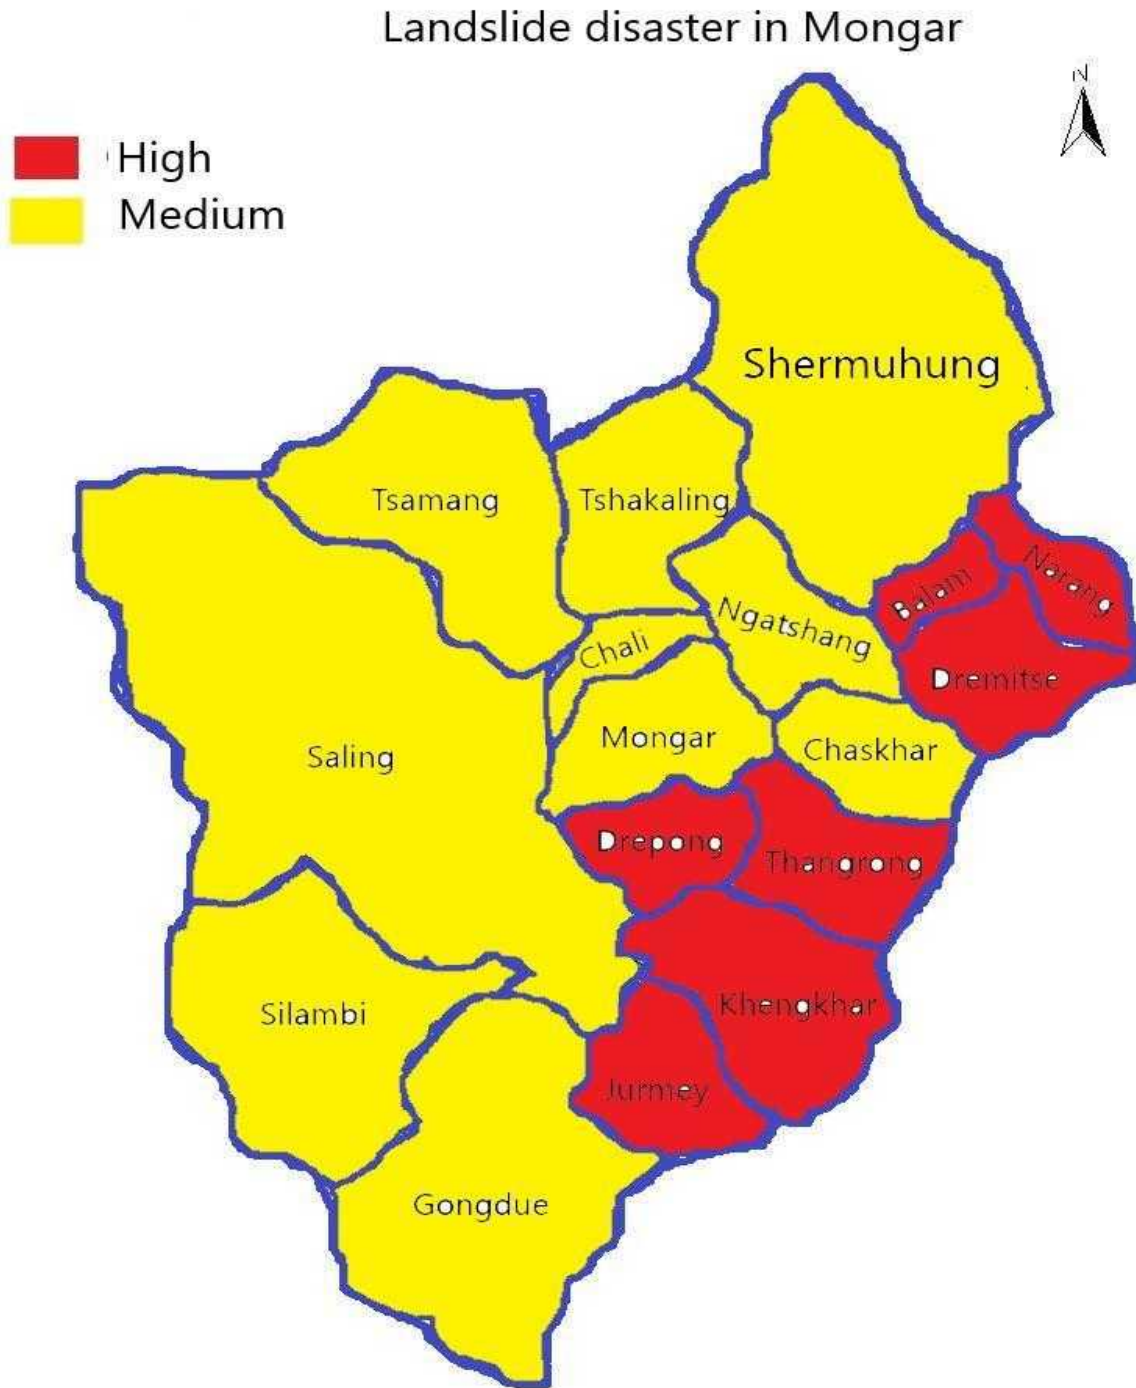 Landslide disaster in Mongar
N
High
Medium
Shermuhung
Tsamang
Tshakaling
Narang
Balam
Ngatshang
Chali
Dremitse
Mongar
Chaskhar
Saling
Drepong
Thangrong
Khengkhar
Silambi
Jurmey
Gongdue